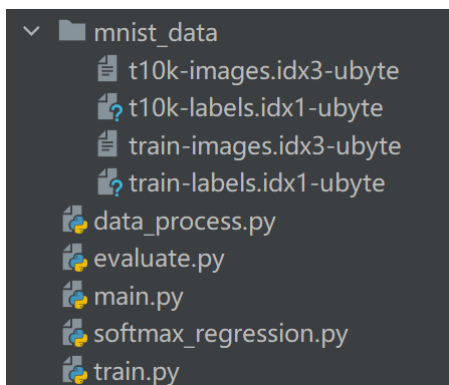 mnist_data
t10k-images.idx3-ubyte
t10k-labels.idx1-ubyte
train-images.idx3-ubyte
train-labels.idx1-ubyte
data_process.py
evaluate.py
main.py
softmax_regression.py
train.py